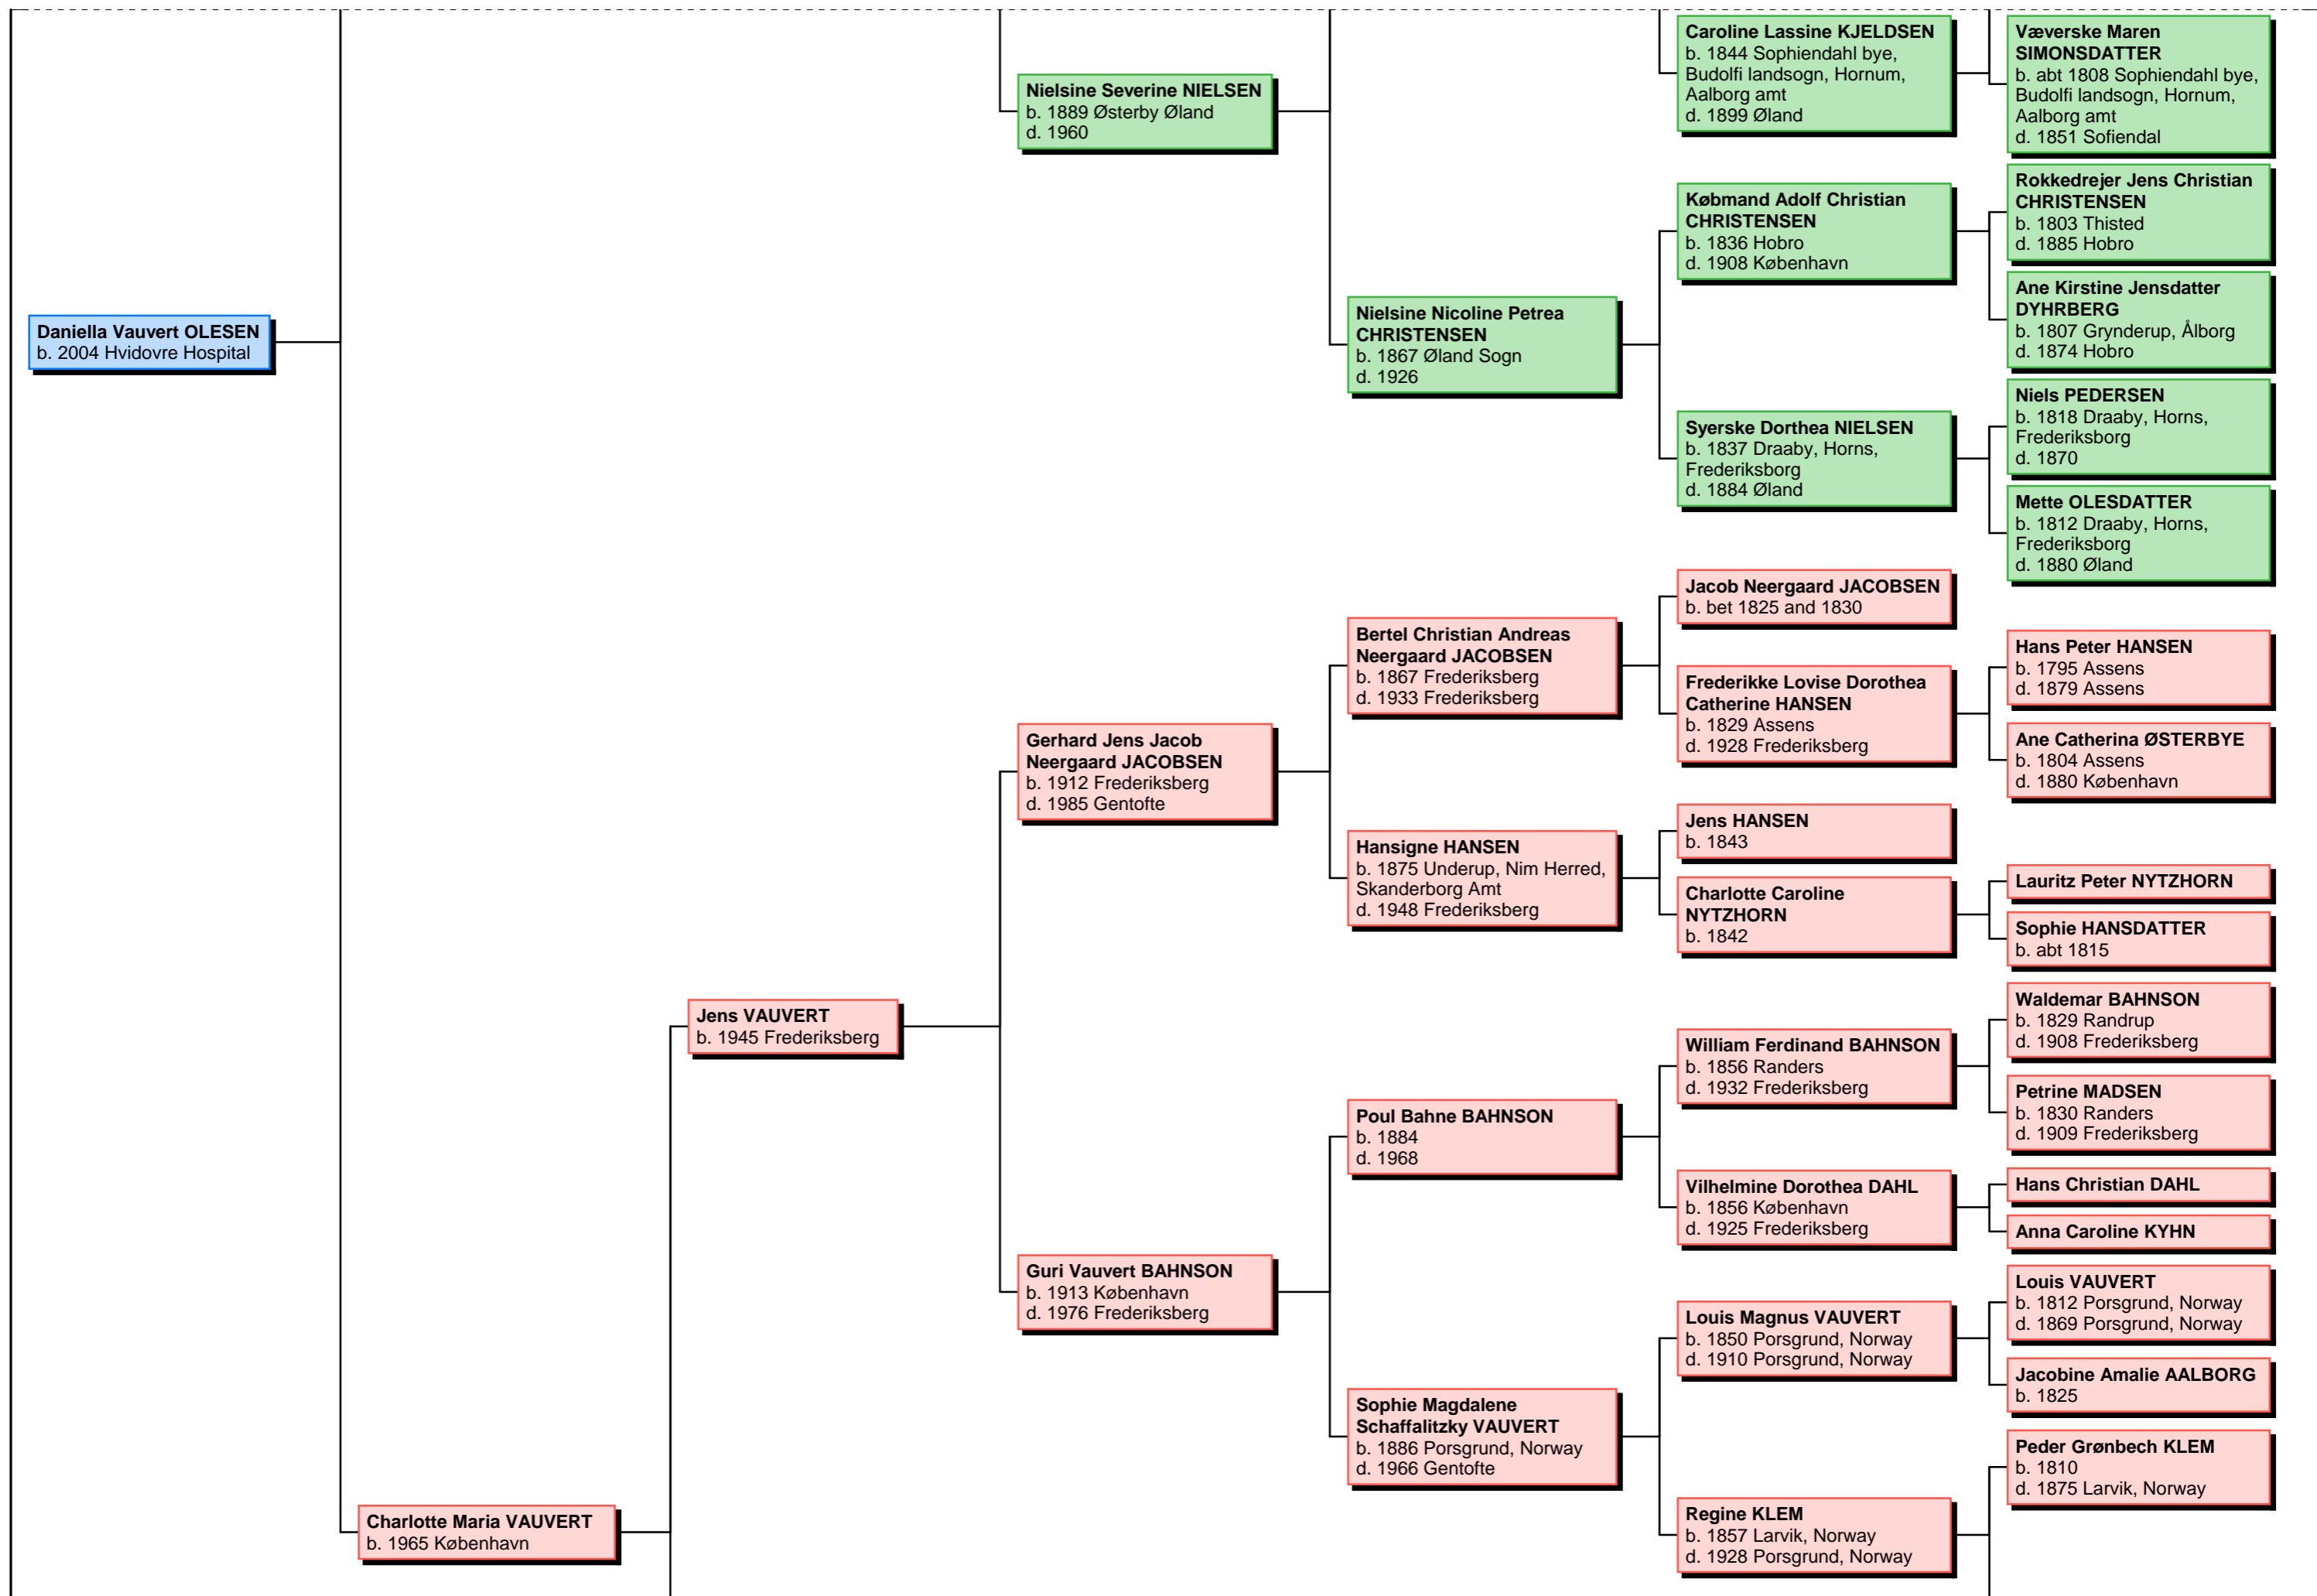 Daniella Vauvert OLESEN
b. 2004 Hvidovre Hospital
Charlotte Maria VAUVERT
b. 1965 København
Jens VAUVERT
b. 1945 Frederiksberg
Nielsine Severine NIELSEN
b. 1889 Østerby Øland
d. 1960
Gerhard Jens Jacob
Neergaard JACOBSEN
b. 1912 Frederiksberg
d. 1985 Gentofte
Guri Vauvert BAHNSON
b. 1913 København
d. 1976 Frederiksberg
Nielsine Nicoline Petrea
CHRISTENSEN
b. 1867 Øland Sogn
d. 1926
Bertel Christian Andreas
Neergaard JACOBSEN
b. 1867 Frederiksberg
d. 1933 Frederiksberg
Hansigne HANSEN
b. 1875 Underup, Nim Herred,
Skanderborg Amt
d. 1948 Frederiksberg
Poul Bahne BAHNSON
b. 1884
d. 1968
Sophie Magdalene
Schaffalitzky VAUVERT
b. 1886 Porsgrund, Norway
d. 1966 Gentofte
Caroline Lassine KJELDSEN
b. 1844 Sophiendahl bye,
Budolfi landsogn, Hornum,
Aalborg amt
d. 1899 Øland
Købmand Adolf Christian
CHRISTENSEN
b. 1836 Hobro
d. 1908 København
Syerske Dorthea NIELSEN
b. 1837 Draaby, Horns,
Frederiksborg
d. 1884 Øland
Jacob Neergaard JACOBSEN
b. bet 1825 and 1830
Frederikke Lovise Dorothea
Catherine HANSEN
b. 1829 Assens
d. 1928 Frederiksberg
Jens HANSEN
b. 1843
Charlotte Caroline
NYTZHORN
b. 1842
William Ferdinand BAHNSON
b. 1856 Randers
d. 1932 Frederiksberg
Vilhelmine Dorothea DAHL
b. 1856 København
d. 1925 Frederiksberg
Louis Magnus VAUVERT
b. 1850 Porsgrund, Norway
d. 1910 Porsgrund, Norway
Regine KLEM
b. 1857 Larvik, Norway
d. 1928 Porsgrund, Norway
Væverske Maren
SIMONSDATTER
b. abt 1808 Sophiendahl bye,
Budolfi landsogn, Hornum,
Aalborg amt
d. 1851 Sofiendal
Rokkedrejer Jens Christian
CHRISTENSEN
b. 1803 Thisted
d. 1885 Hobro
Ane Kirstine Jensdatter
DYHRBERG
b. 1807 Grynderup, Ålborg
d. 1874 Hobro
Niels PEDERSEN
b. 1818 Draaby, Horns,
Frederiksborg
d. 1870
Mette OLESDATTER
b. 1812 Draaby, Horns,
Frederiksborg
d. 1880 Øland
Hans Peter HANSEN
b. 1795 Assens
d. 1879 Assens
Ane Catherina ØSTERBYE
b. 1804 Assens
d. 1880 København
Lauritz Peter NYTZHORN
Sophie HANSDATTER
b. abt 1815
Waldemar BAHNSON
b. 1829 Randrup
d. 1908 Frederiksberg
Petrine MADSEN
b. 1830 Randers
d. 1909 Frederiksberg
Hans Christian DAHL
Anna Caroline KYHN
Louis VAUVERT
b. 1812 Porsgrund, Norway
d. 1869 Porsgrund, Norway
Jacobine Amalie AALBORG
b. 1825
Peder Grønbech KLEM
b. 1810
d. 1875 Larvik, Norway